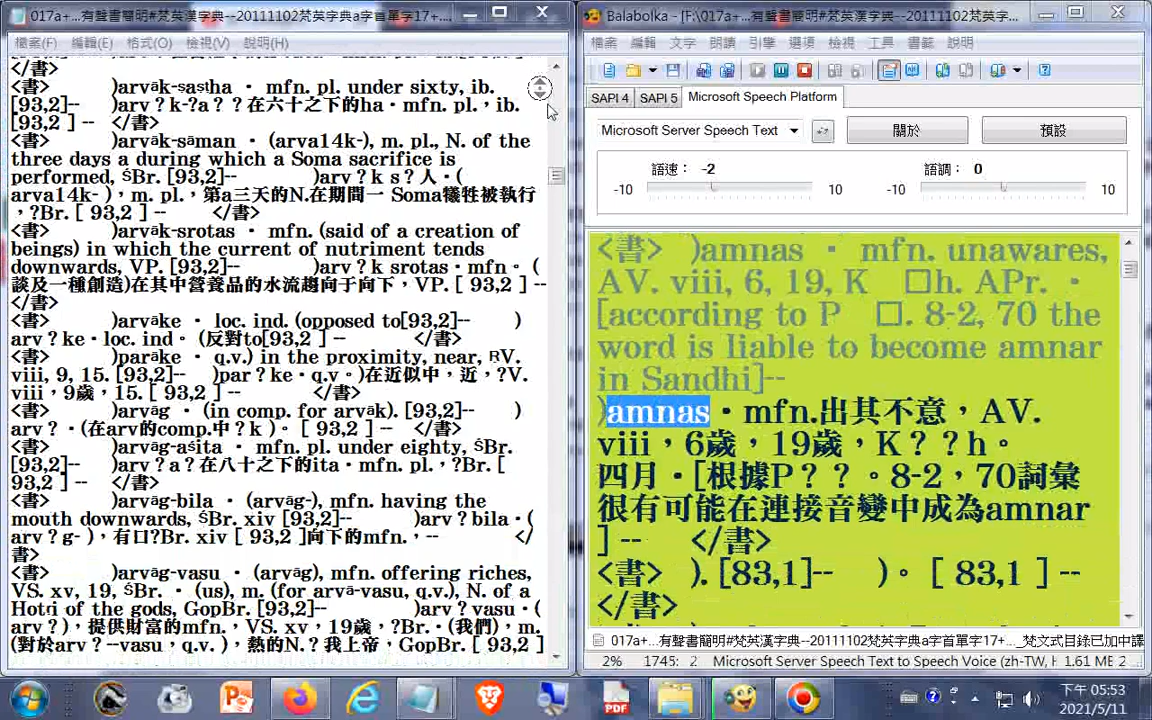 017a+...有聲書簡明#梵英漢字典--20111102梵英字典a字首單字17+...
檔案(F) 編輯(E) 格式(O) 檢視(V) 說明(H)
</書>
<書> )arvāk-ṣaṣṭha · mfn. pl. under sixty, ib.
[93,2]-- )arv？k-?a？？在六十之下的ha · mfn. pl.，ib.
[93,2 ] -- </書>
<書> )arvāk-sāman · (arva14k-), m. pl., N. of the
three days a during which a Soma sacrifice is
performed, ŚBr. [93,2]-- )arv？k s？人 · (
arva14k- )，m. pl.，第a三天的N.在期間一 Soma犧牲被執行
，?Br. [ 93,2 ] -- </書>
<書> )arvāk-srotas · mfn. (said of a creation of
beings) in which the current of nutriment tends
downwards, VP. [93,2]-- )arv？k srotas · mfn。(
談及一種創造)在其中營養品的水流趨向于向下，VP. [ 93,2 ] --
</書>
<書> )arvāke · loc. ind. (opposed to[93,2]-- )
arv？ke · loc. ind。(反對to[93,2 ] -- </書>
<書> )parāke · q.v.) in the proximity, near, RV.
viii, 9, 15. [93,2]-- )par？ke · q.v。)在近似中，近，?V.
viii，9歲，15. [ 93,2 ] -- </書>
<書> )arvāg · (in comp. for arvāk). [93,2]-- )
arv？ · (在arv的comp.中？k )。[ 93,2 ] -- </書>
<書> )arvāg-aśīta · mfn. pl. under eighty, ŚBr.
[93,2]-- )arv？a？在八十之下的ita · mfn. pl.，?Br. [
93,2 ] -- </書>
<書> )arvāg-bila · (arvāg-), mfn. having the
mouth downwards, ŚBr. xiv [93,2]-- )arv？bila · (
arv？g- )，有口?Br. xiv [ 93,2 ]向下的mfn.，-- </
書>
<書> )arvāg-vasu · (arvāg), mfn. offering riches,
VS. xv, 19, ŚBr. · (us), m. (for arvā-vasu, q.v.), N. of a
Hotṛi of the gods, GopBr. [93,2]-- )arv？vasu · (
arv？)，提供財富的mfn.，VS. xv，19歲，?Br. · (我們)，m.
(對於arv？--vasu，q.v. )，熱的N.？我上帝，GopBr. [ 93,2 ]
Balabolka - [F:\017a+...有聲書簡明#梵英漢字典--20111102梵英字...
檔案 編輯 文字 朗讀 引擎 選項 檢視 工具 書籤 說明
SAPI 4 SAPI 5 Microsoft Speech Platform
Microsoft Server Speech Text 關於 預設
語速： -2 語調： 0
-10 10 -10 10
<書> )amnas · mfn. unawares,
AV. viii, 6, 19, K □h. APr. ·
[according to P □. 8-2, 70 the
word is liable to become amnar
in Sandhi]--
)amnas · mfn.出其不意，AV.
viii，6歲，19歲，K？？h。
四月 · [根據P？？。8-2，70詞彙
很有可能在連接音變中成為amnar
] -- </書>
<書> ). [83,1]-- )。[ 83,1 ] --
</書>
017a+...有聲書簡明#梵英漢字典--20111102梵英字典a字首單字17+..._梵文式目錄已加中譯
2% 1745: 2 Microsoft Server Speech Text to Speech Voice (zh-TW, H 1.61 MB 2
下午 05:53
2021/5/11